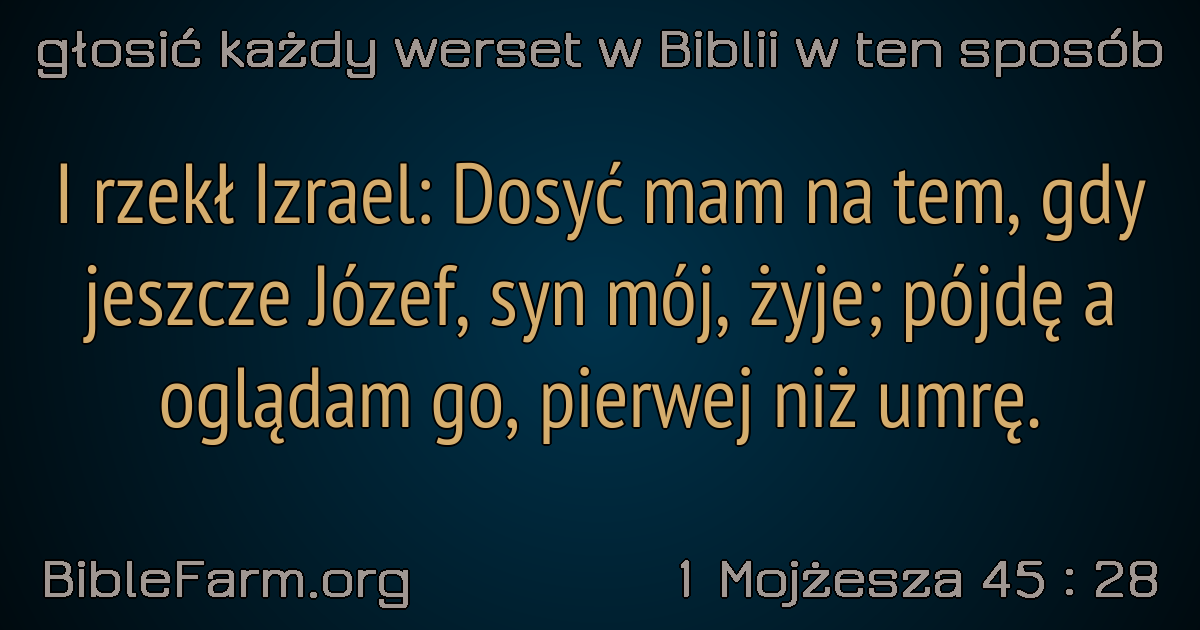 głosić każdy werset w Biblii w ten sposób
I rzekł Izrael: Dosyć mam na tem, gdy
jeszcze Józef, syn mój, żyje; pójdę a
oglądam go, pierwej niż umrę.
BibleFarm.org
1 Mojżesza 45 : 28